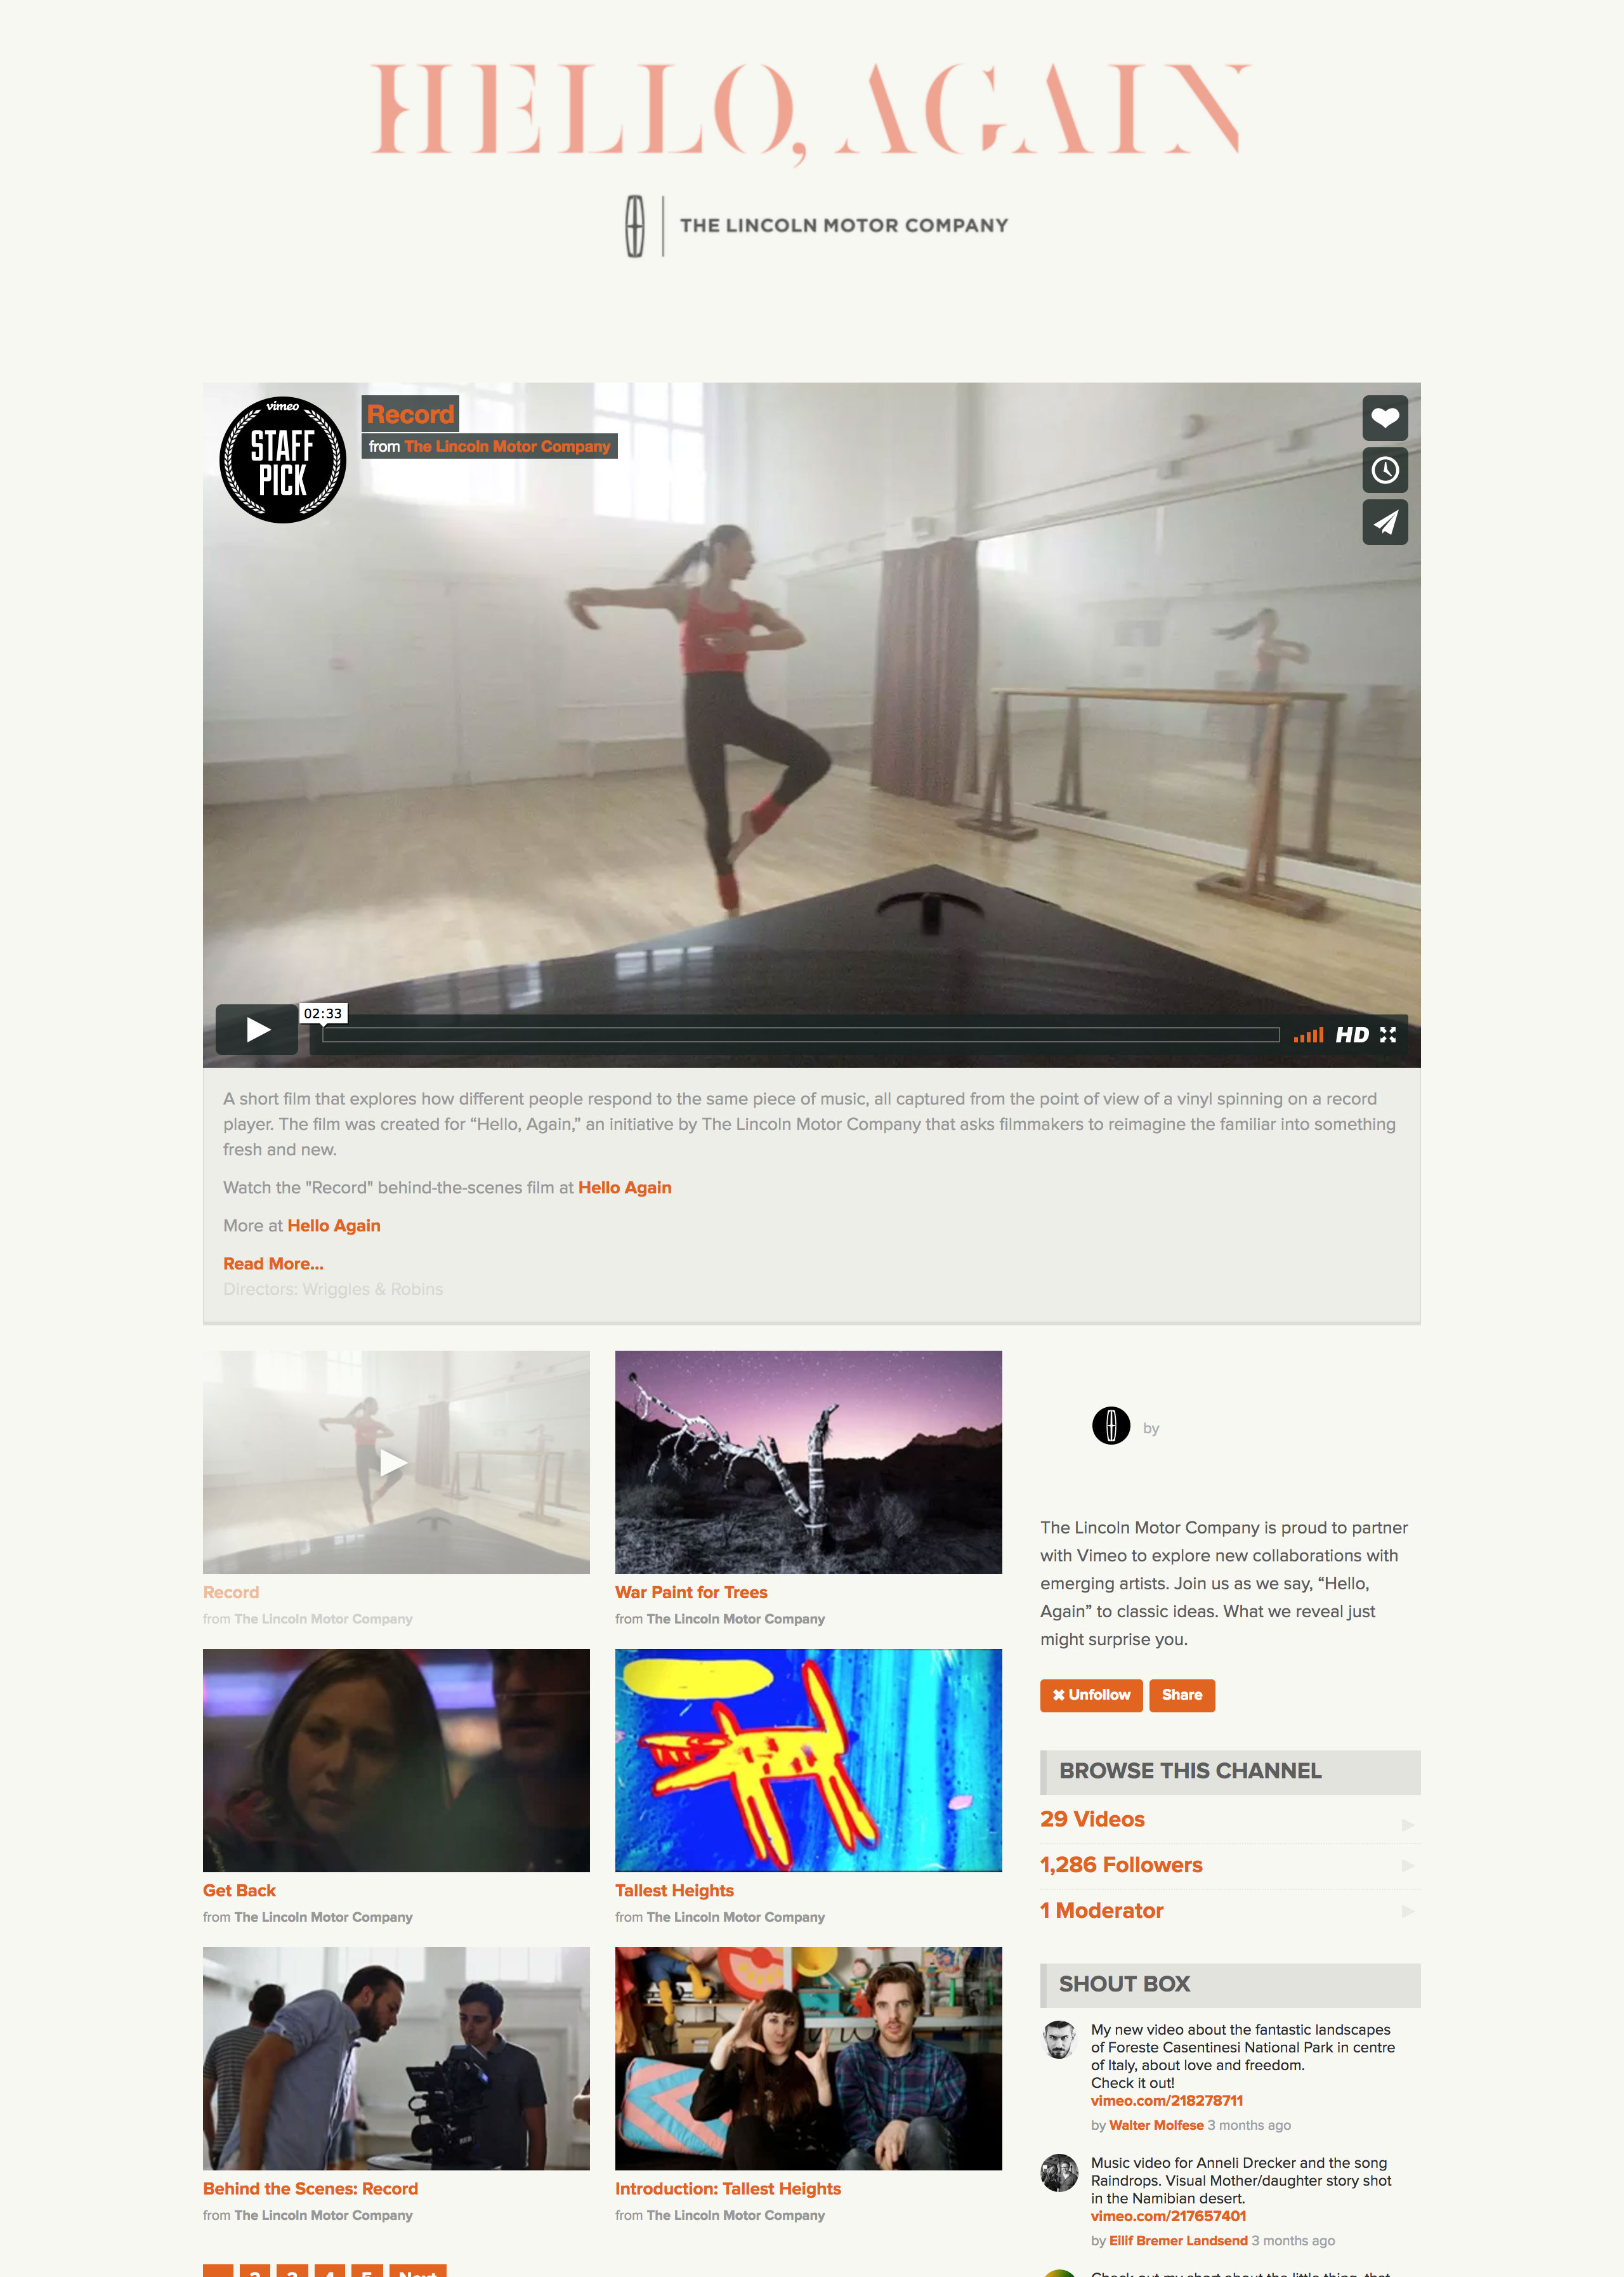 HELLO, AGAIN
THE LINCOLN MOTOR COMPANY
vimeo
STAFF
PICK
Record
from The Lincoln Motor Company
02:33
HD
A short film that explores how different people respond to the same piece of music, all captured from the point of view of a vinyl spinning on a record
player. The film was created for “Hello, Again,” an initiative by The Lincoln Motor Company that asks filmmakers to reimagine the familiar into something
fresh and new.
Watch the "Record" behind-the-scenes film at Hello Again
More at Hello Again
Read More...
Directors: Wriggles & Robins
Record
from The Lincoln Motor Company
War Paint for Trees
from The Lincoln Motor Company
Get Back
from The Lincoln Motor Company
Tallest Heights
from The Lincoln Motor Company
Behind the Scenes: Record
from The Lincoln Motor Company
Introduction: Tallest Heights
from The Lincoln Motor Company
2 3 4 5 Next
by
The Lincoln Motor Company is proud to partner
with Vimeo to explore new collaborations with
emerging artists. Join us as we say, “Hello,
Again” to classic ideas. What we reveal just
might surprise you.
✖ Unfollow Share
BROWSE THIS CHANNEL
29 Videos
1,286 Followers
1 Moderator
SHOUT BOX
My new video about the fantastic landscapes
of Foreste Casentinesi National Park in centre
of Italy, about love and freedom.
Check it out!
vimeo.com/218278711
by Walter Molfese 3 months ago
Music video for Anneli Drecker and the song
Raindrops. Visual Mother/daughter story shot
in the Namibian desert.
vimeo.com/217657401
by Eilif Bremer Landsend 3 months ago
Check out my short about the little thing, that